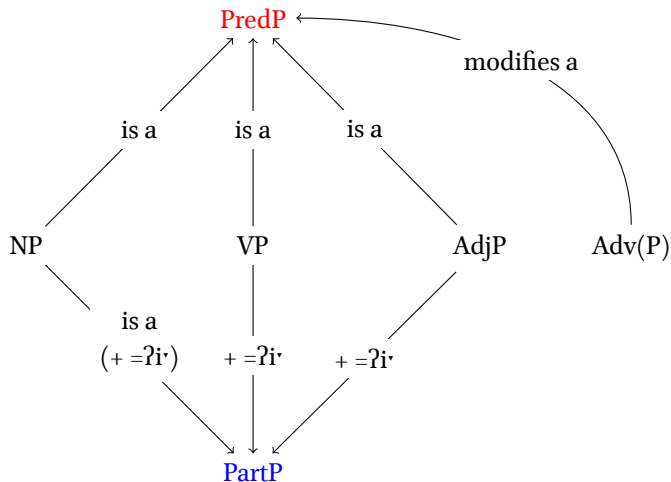 PredP
modifies a
is a is a is a
NP VP AdjP Adv(P)
is a
(+ =ʔiˑ) + =ʔiˑ + =ʔiˑ
PartP